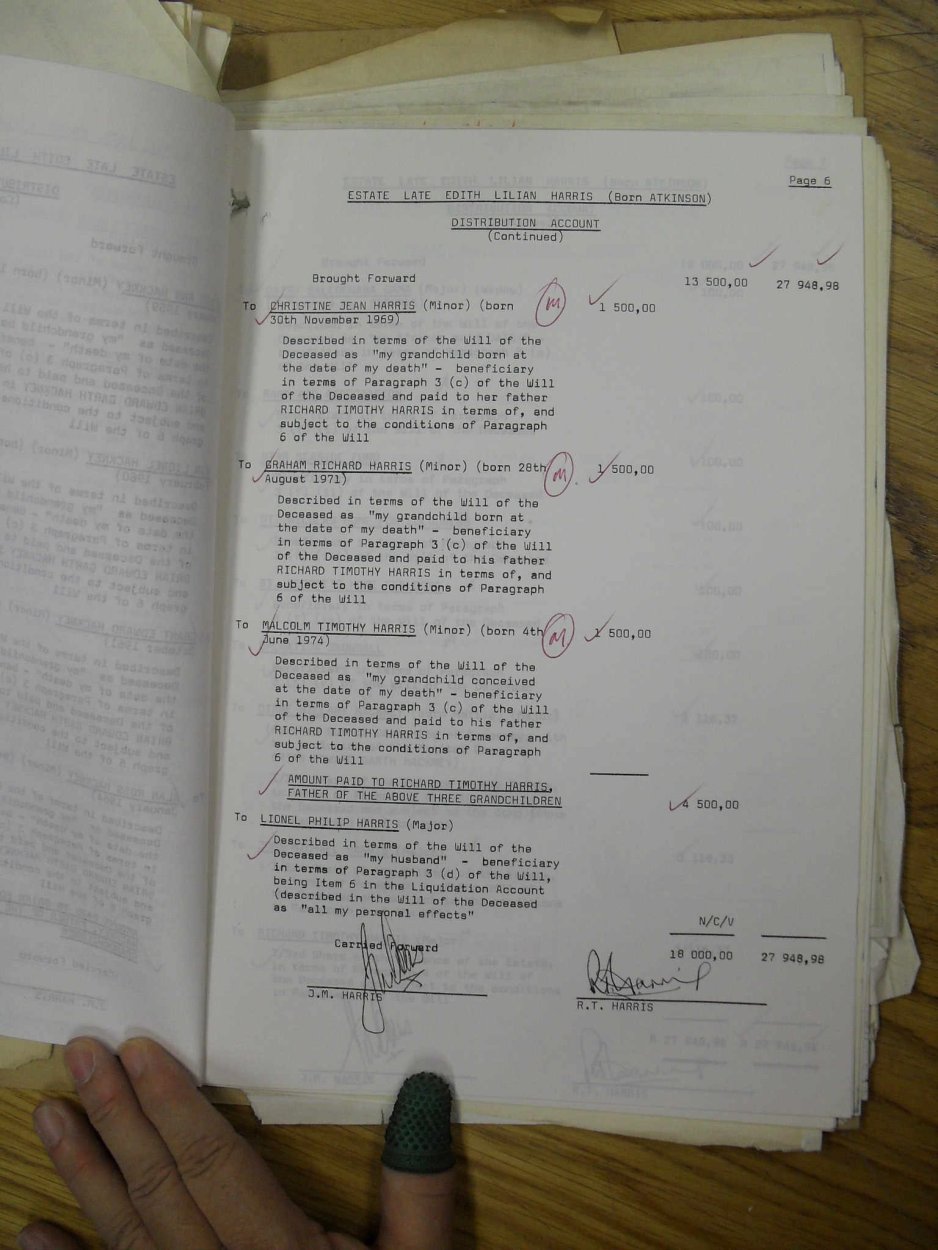 Page 6
ESTATE LATE EDITH LILIAN HARRIS (Born ATKINSON)
DISTRIBUTION ACCOUNT
(Continued)
Brought Forward 13 500,00 27 948,98
To CHRISTINE JEAN HARRIS (Minor) (born M 1 500,00
30th November 1969)
Described in terms of the Will of the
Deceased as "my grandchild born at
the date of my death" - beneficiary
in terms of Paragraph 3 (c) of the Will
of the Deceased and paid to her father
RICHARD TIMOTHY HARRIS in terms of, and
subject to the conditions of Paragraph
6 of the Will
To GRAHAM RICHARD HARRIS (Minor) (born 28th M 1 500,00
August 1971)
Described in terms of the Will of the
Deceased as "my grandchild born at
the date of my death" - beneficiary
in terms of Paragraph 3 (c) of the Will
of the Deceased and paid to his father
RICHARD TIMOTHY HARRIS in terms of, and
subject to the conditions of Paragraph
6 of the Will
To MALCOLM TIMOTHY HARRIS (Minor) (born 4th M 1 500,00
June 1974)
Described in terms of the Will of the
Deceased as "my grandchild conceived
at the date of my death" - beneficiary
in terms of Paragraph 3 (c) of the Will
of the Deceased and paid to his father
RICHARD TIMOTHY HARRIS in terms of, and
subject to the conditions of Paragraph
6 of the Will
AMOUNT PAID TO RICHARD TIMOTHY HARRIS,
FATHER OF THE ABOVE THREE GRANDCHILDREN 4 500,00
To LIONEL PHILIP HARRIS (Major)
Described in terms of the Will of the
Deceased as "my husband" - beneficiary
in terms of Paragraph 3 (d) of the Will,
being Item 6 in the Liquidation Account
(described in the Will of the Deceased
as "all my personal effects" N/C/V
Carried Forward 18 000,00 27 948,98
J.M. HARRIS R.T. HARRIS